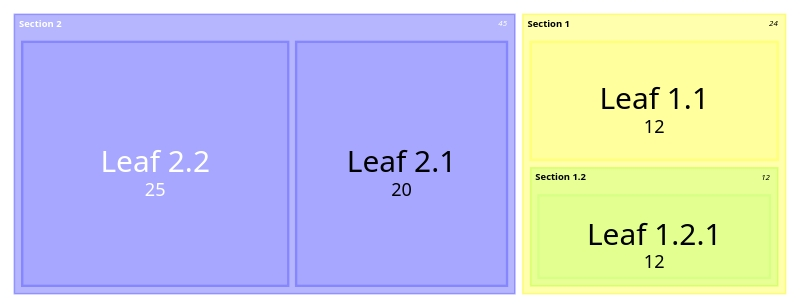 Section 2 45
Leaf 2.2
25
Leaf 2.1
20
Section 1 24
Leaf 1.1
12
Section 1.2 12
Leaf 1.2.1
12